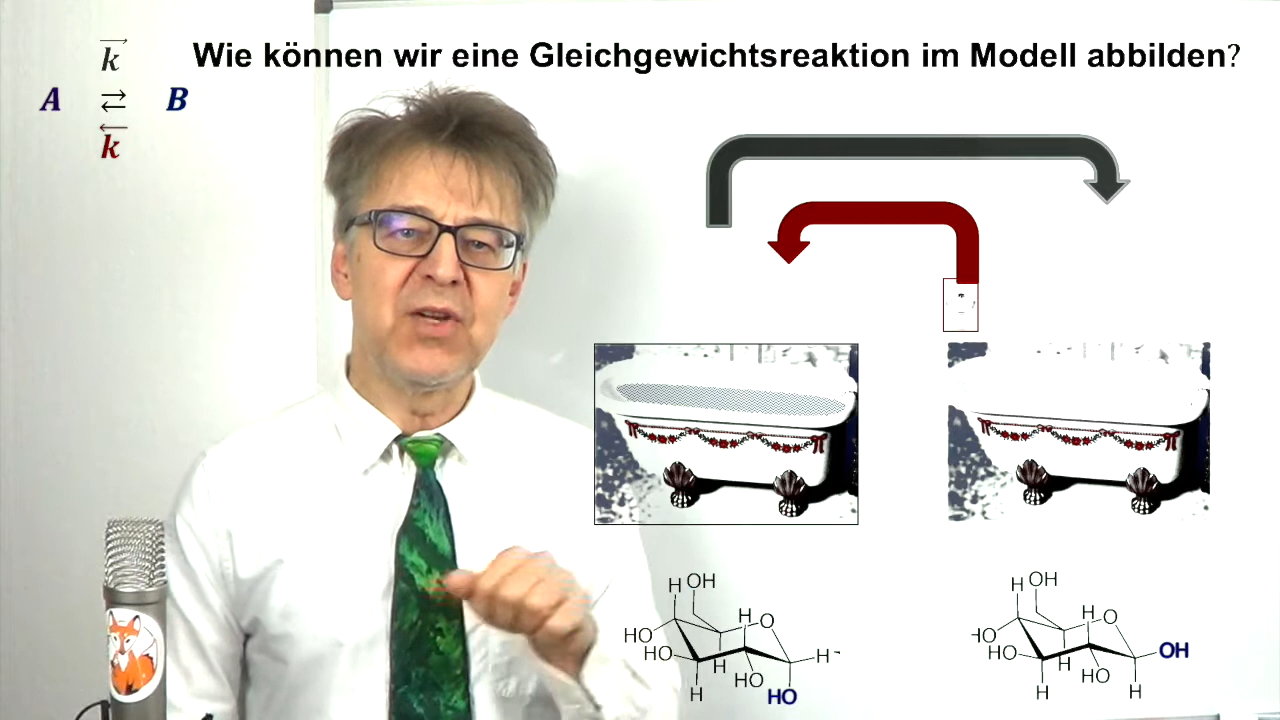 Wie können wir eine Gleichgewichtsreaktion im Modell abbilden?
k
A ⇄ B
k
H OH
H O
HO
HO H
H HO
H
HO
H OH
H O
HO
HO H
HO
H H
OH